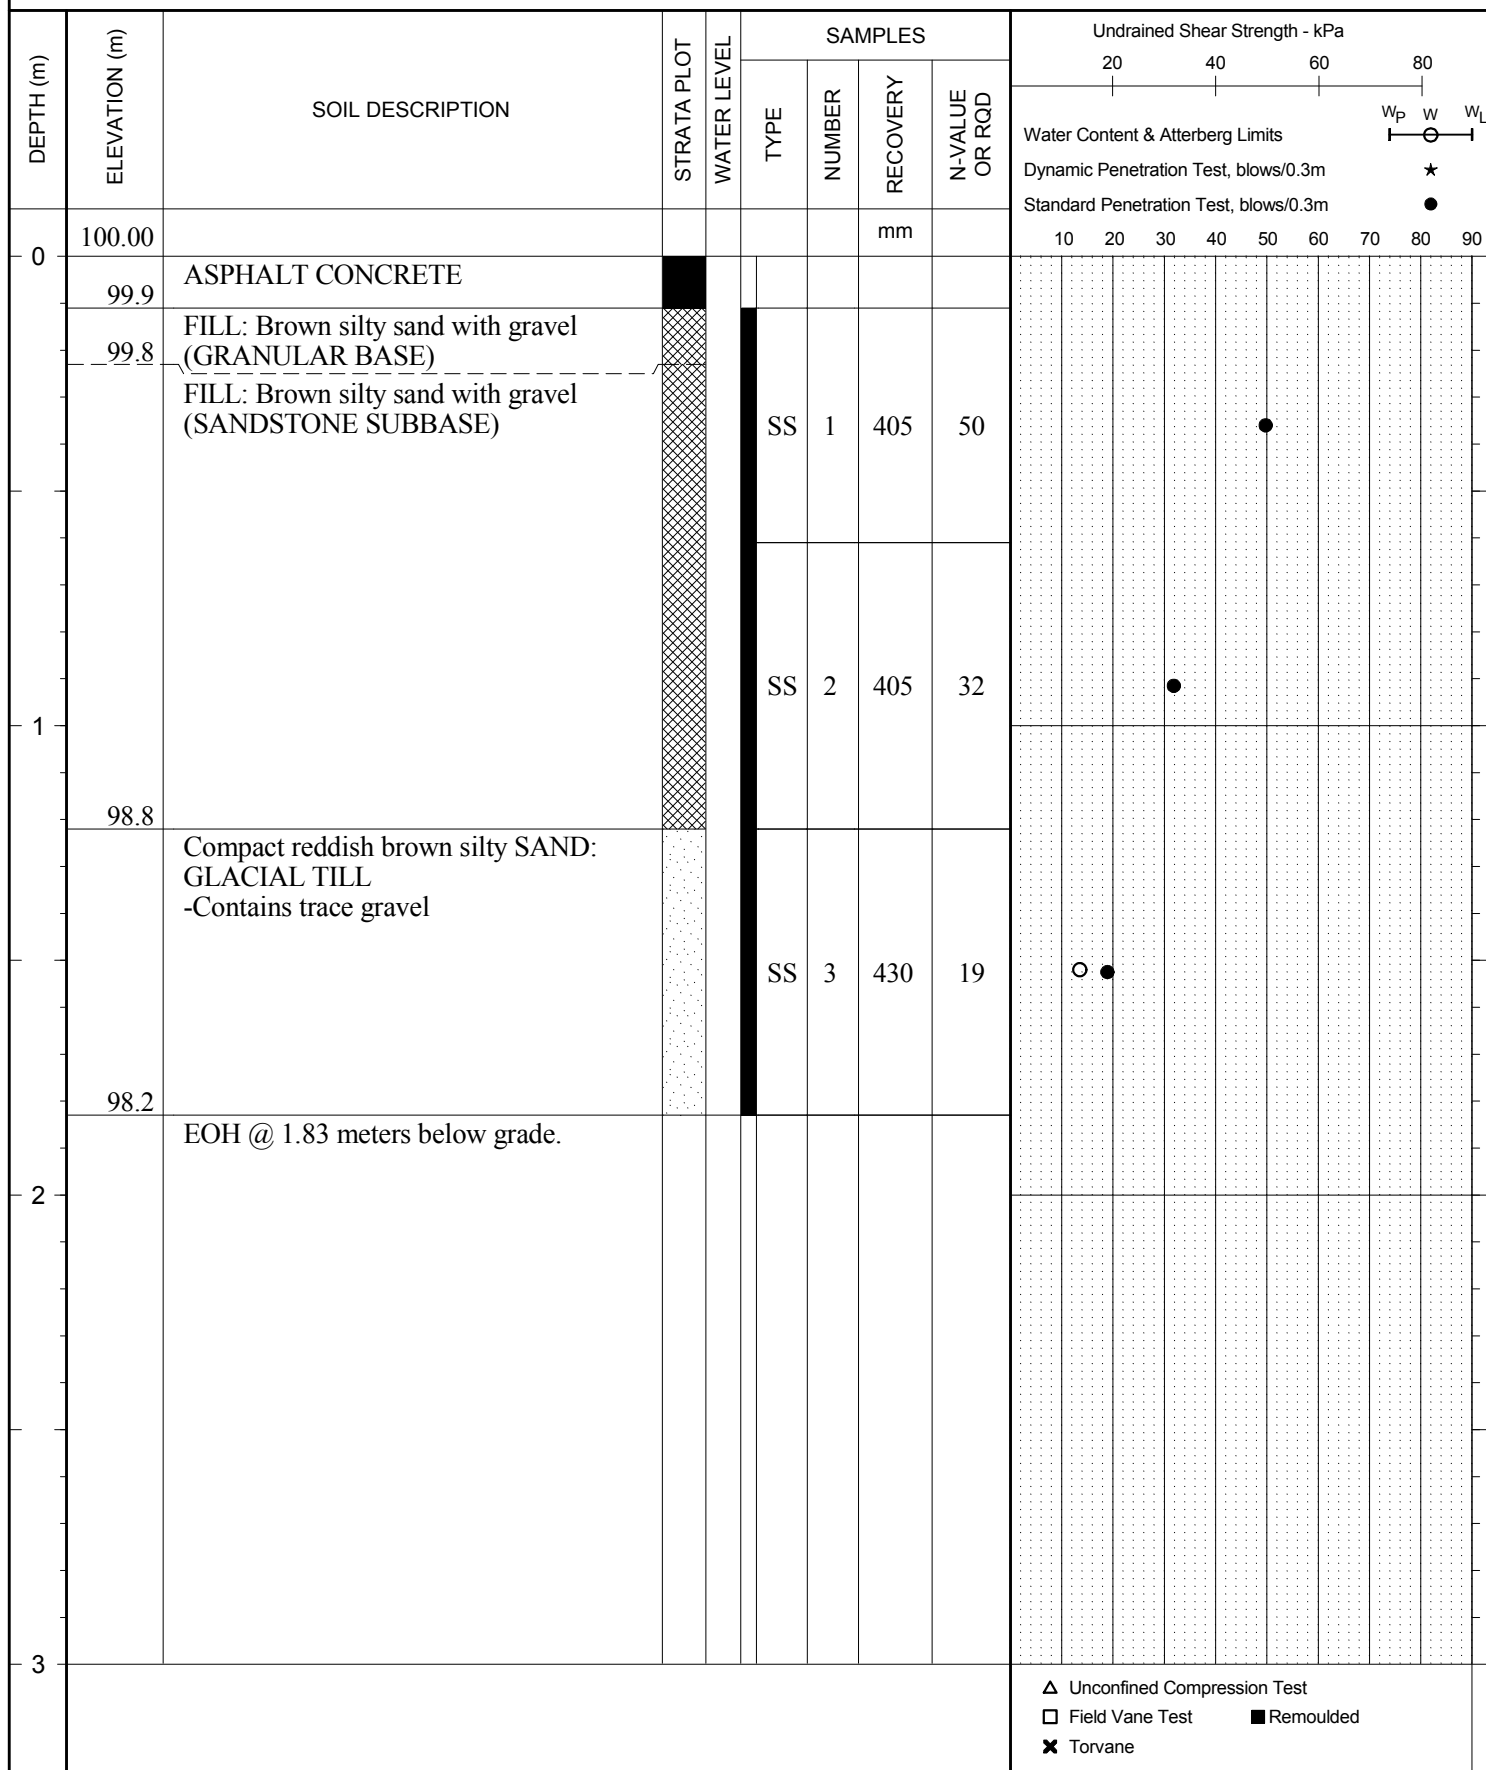 DEPTH (m)
ELEVATION (m)
SOIL DESCRIPTION
STRATA PLOT
WATER LEVEL
SAMPLES
TYPE
NUMBER
RECOVERY
N-VALUE
OR RQD
Undrained Shear Strength - kPa
20 40 60 80
Water Content & Atterberg Limits
WP W WL
Dynamic Penetration Test, blows/0.3m
Standard Penetration Test, blows/0.3m
100.00
mm
10 20 30 40 50 60 70 80 90
0
ASPHALT CONCRETE
99.9
FILL: Brown silty sand with gravel
99.8
(GRANULAR BASE)
FILL: Brown silty sand with gravel
(SANDSTONE SUBBASE)
SS 1 405 50
SS 2 405 32
1
98.8
Compact reddish brown silty SAND:
GLACIAL TILL
-Contains trace gravel
SS 3 430 19
98.2
EOH @ 1.83 meters below grade.
2
3
Unconfined Compression Test
Field Vane Test Remoulded
Torvane